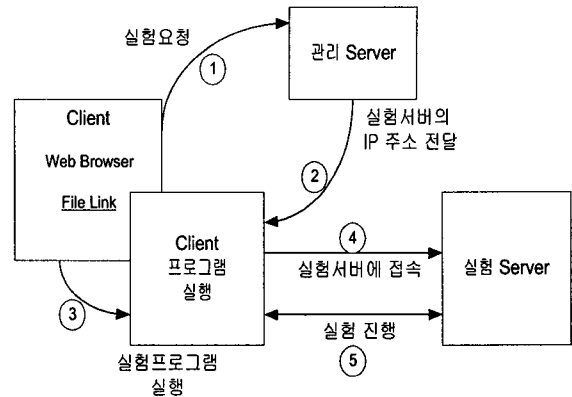 실험요청
1
관리 Server
Client
Web Browser
File Link
실험서버의
IP 주소 전달
2
Client
프로그램
실행
4
실험서버에 접속
실험 Server
3
실험 진행
5
실험프로그램
실행